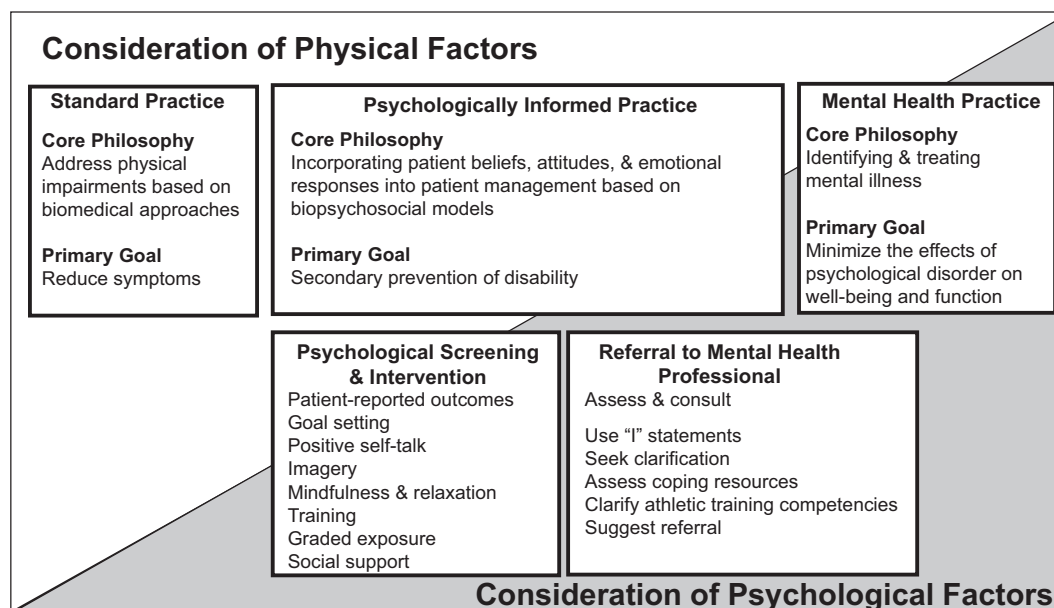 Consideration of Physical Factors
Standard Practice
Core Philosophy
Address physical
impairments based on
biomedical approaches
Primary Goal
Reduce symptoms
Psychologically Informed Practice
Core Philosophy
Incorporating patient beliefs, attitudes, & emotional
responses into patient management based on
biopsychosocial models
Primary Goal
Secondary prevention of disability
Mental Health Practice
Core Philosophy
Identifying & treating
mental illness
Primary Goal
Minimize the effects of
psychological disorder on
well-being and function
Psychological Screening
& Intervention
Patient-reported outcomes
Goal setting
Positive self-talk
Imagery
Mindfulness & relaxation
Training
Graded exposure
Social support
Referral to Mental Health
Professional
Assess & consult
Use “I” statements
Seek clarification
Assess coping resources
Clarify athletic training competencies
Suggest referral
Consideration of Psychological Factors